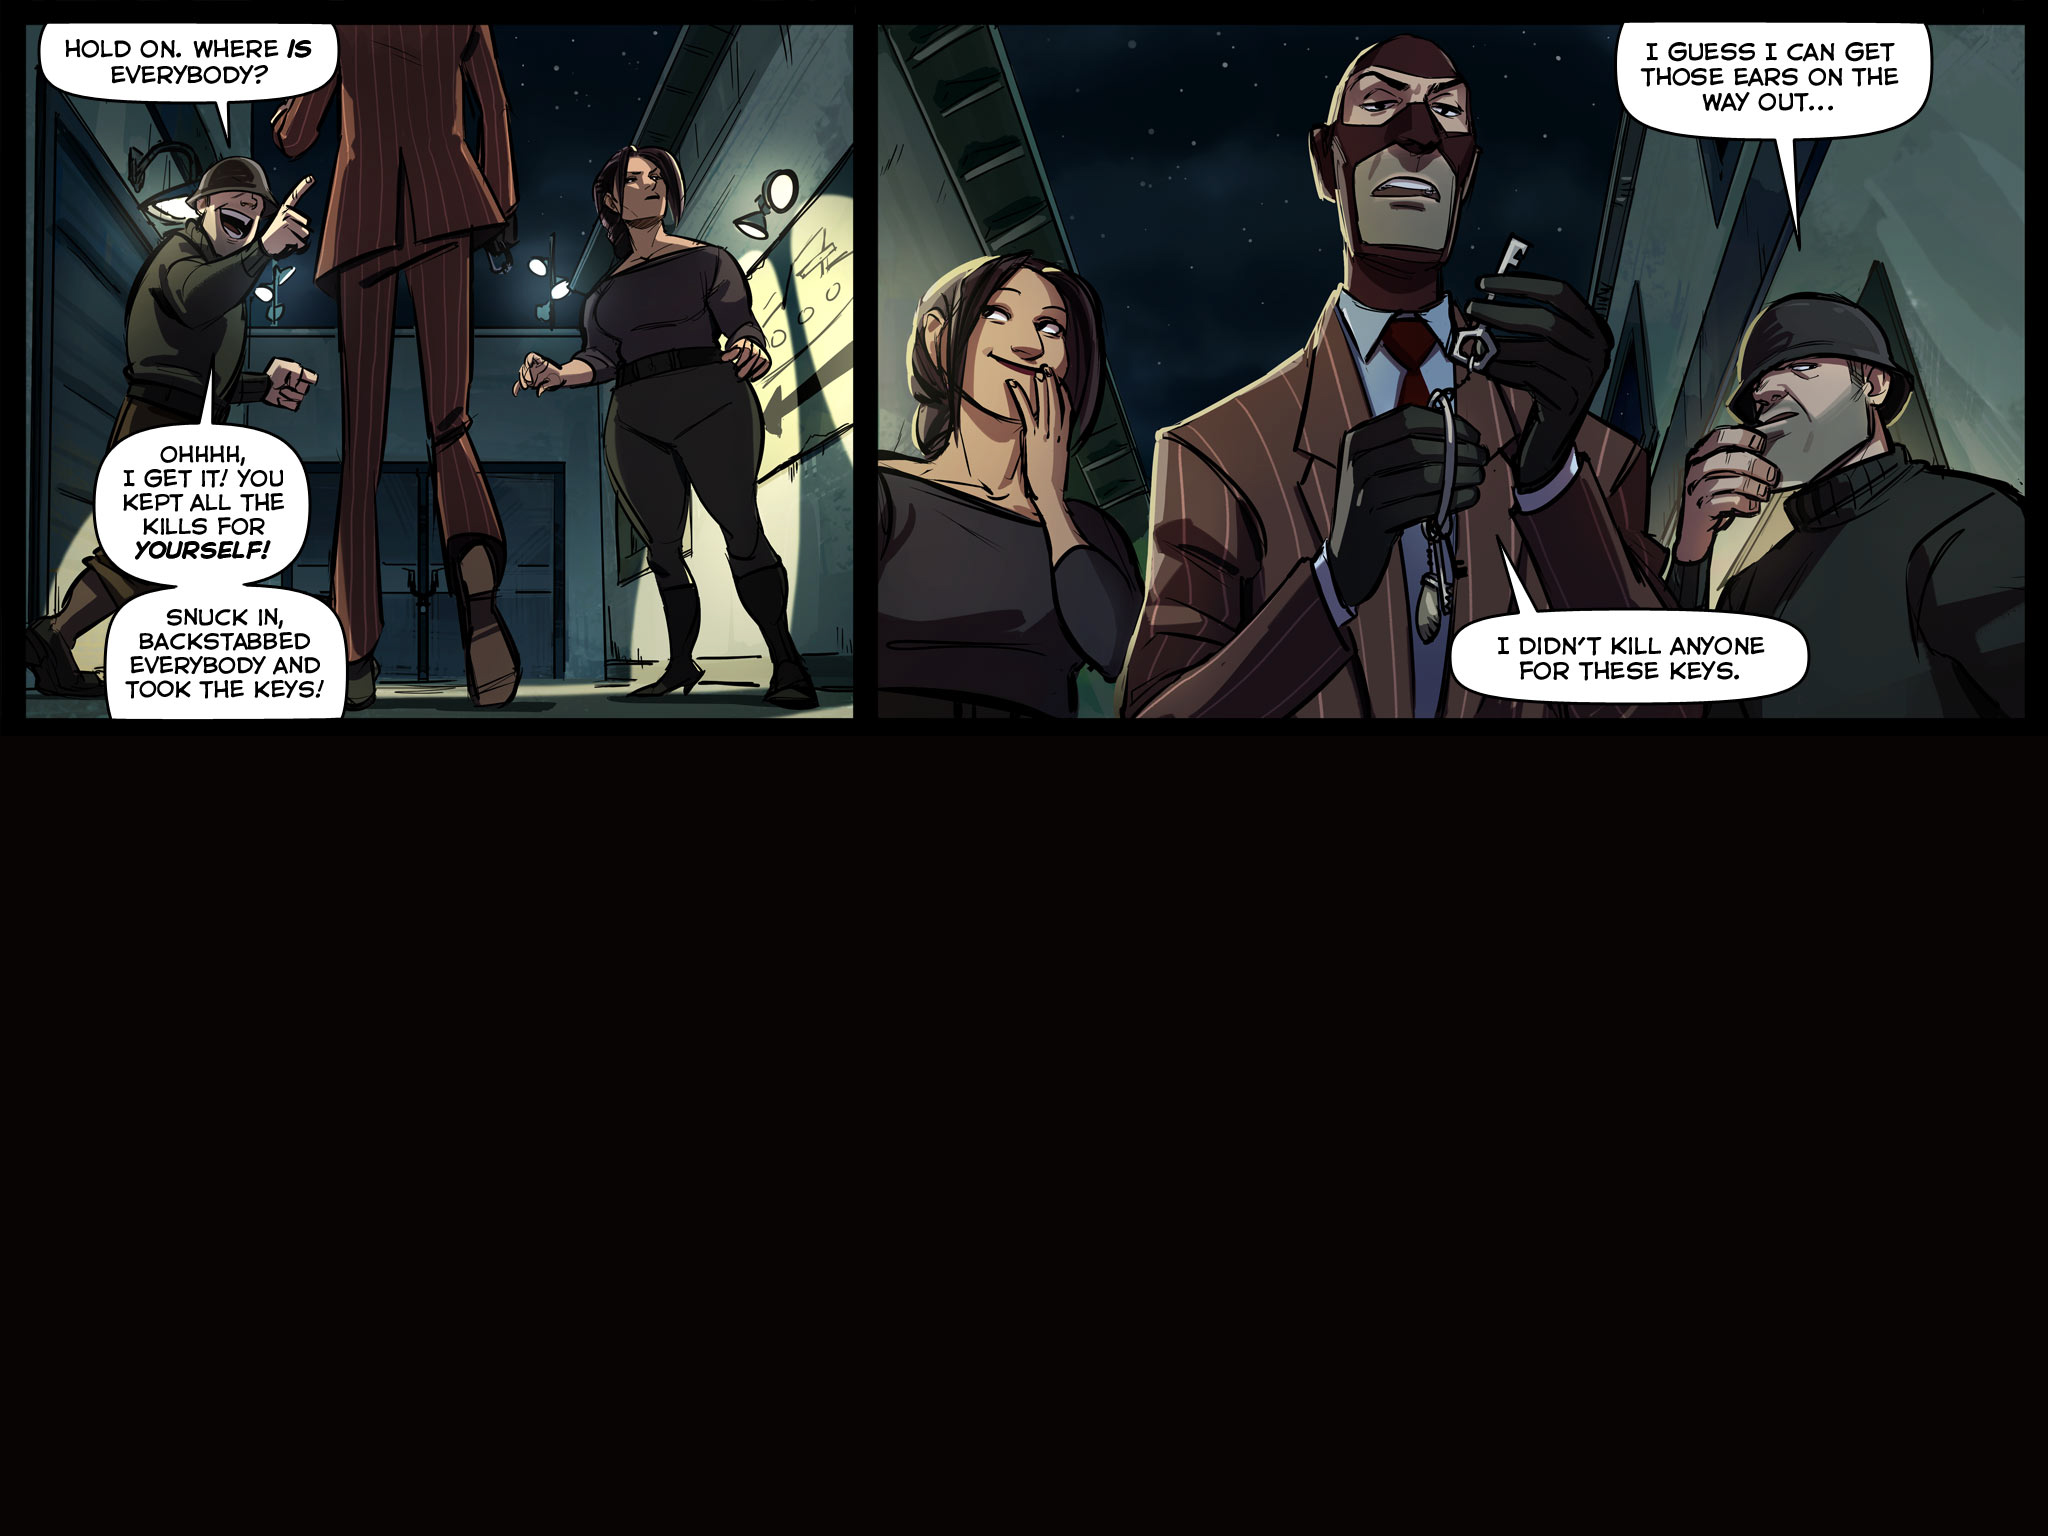 HOLD ON. WHERE IS
EVERYBODY?
OHHHH,
I GET IT! YOU
KEPT ALL THE
KILLS FOR
YOURSELF!
SNUCK IN,
BACKSTABBED
EVERYBODY AND
TOOK THE KEYS!
I GUESS I CAN GET
THOSE EARS ON THE
WAY OUT...
I DIDN'T KILL ANYONE
FOR THESE KEYS.